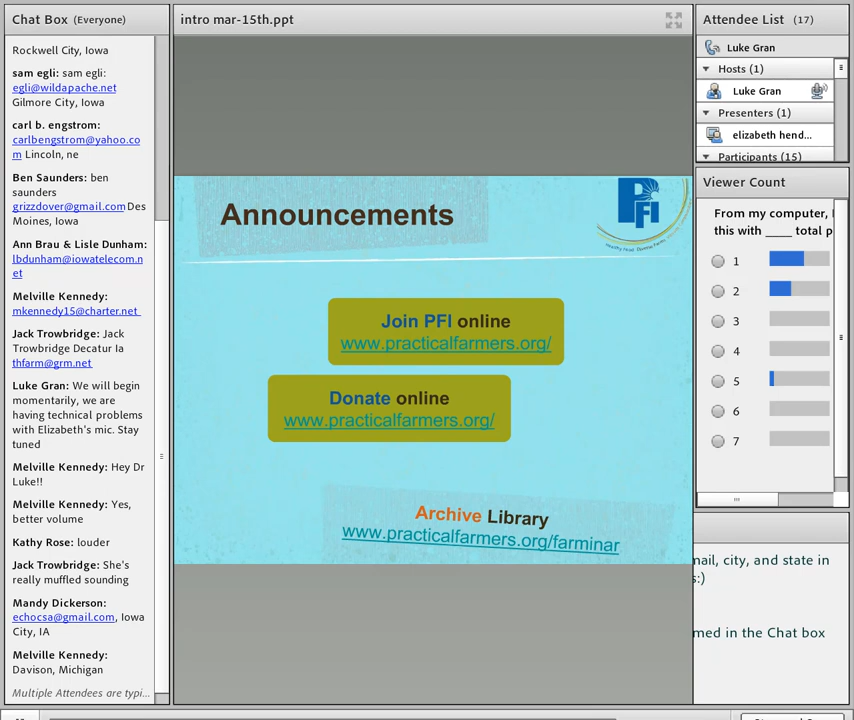 Chat Box (Everyone)
Rockwell City, Iowa
sam egli: sam egli:
egli@wildapache.net
Gilmore City, Iowa
carl b. engstrom:
carlbengstrom@yahoo.co
m Lincoln, ne
Ben Saunders: ben
saunders
grizzdover@gmail.com Des
Moines, Iowa
Ann Brau & Lisle Dunham:
lbdunham@iowatelecom.n
et
Melville Kennedy:
mkennedy15@charter.net
Jack Trowbridge: Jack
Trowbridge Decatur Ia
thfarm@grm.net
Luke Gran: We will begin
momentarily, we are
having technical problems
with Elizabeth's mic. Stay
tuned
Melville Kennedy: Hey Dr
Luke!!
Melville Kennedy: Yes,
better volume
Kathy Rose: louder
Jack Trowbridge: She's
really muffled sounding
Mandy Dickerson:
echocsa@gmail.com, Iowa
City, IA
Melville Kennedy:
Davison, Michigan
Multiple Attendees are typi...
intro mar-15th.ppt
Announcements
PFI
Join PFI online
www.practicalfarmers.org/
Donate online
www.practicalfarmers.org/
Archive Library
www.practicalfarmers.org/farminar
Attendee List (17)
Luke Gran
Hosts (1)
Luke Gran
Presenters (1)
elizabeth hend...
Participants (15)
Viewer Count
From my computer, I
this with ____ total p
1
2
3
4
5
6
7
nail, city, and state in
s:)
med in the Chat box